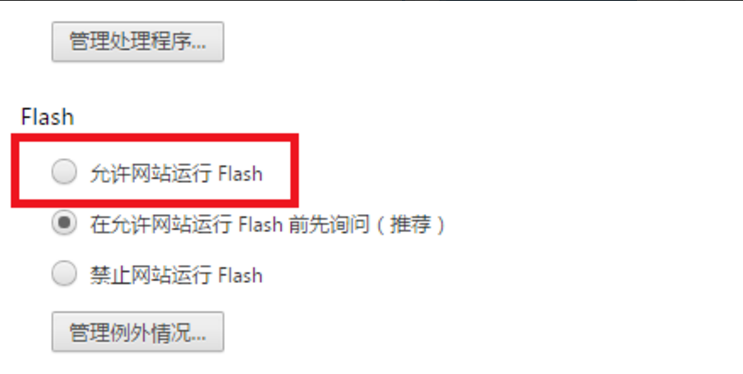 管理处理程序...
Flash
允许网站运行 Flash
在允许网站运行 Flash 前先询问（推荐）
禁止网站运行 Flash
管理例外情况...